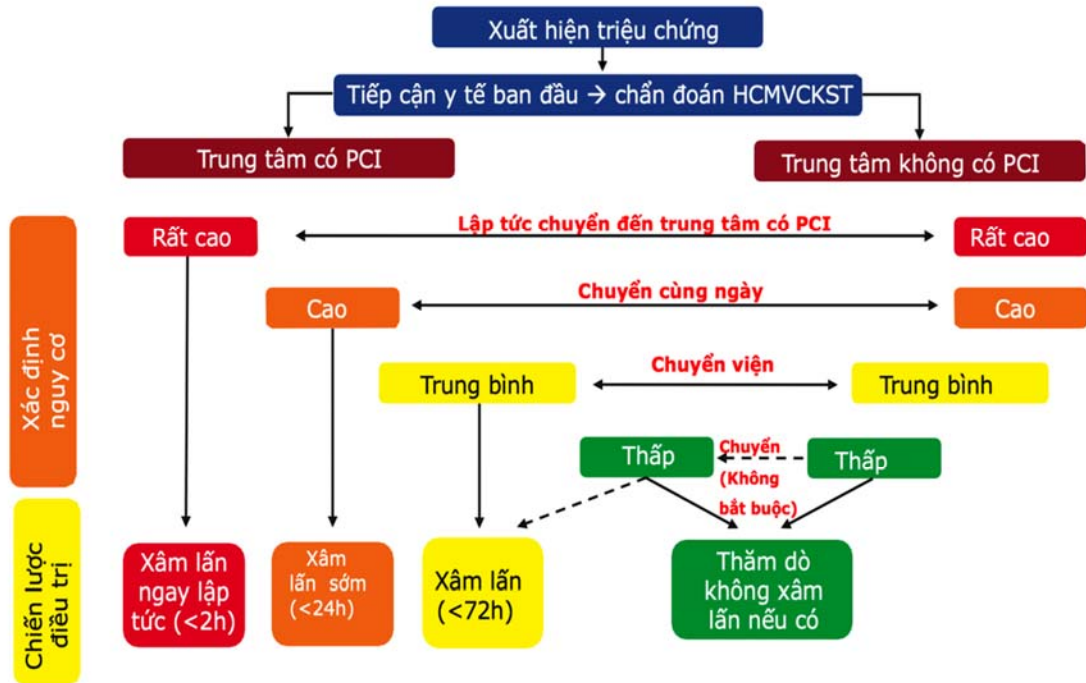 Xuất hiện triệu chứng
Tiếp cận y tế ban đầu → chẩn đoán HCMVCKST
Trung tâm có PCI
Trung tâm không có PCI
Xác định
nguy cơ
Rất cao
Lập tức chuyển đến trung tâm có PCI
Rất cao
Cao
Chuyển cùng ngày
Cao
Trung bình
Chuyển viện
Trung bình
Thấp
Chuyển
(Không
bắt buộc)
Thấp
Chiến lược
điều trị
Xâm lấn
ngay lập
tức (<2h)
Xâm
lấn sớm
(<24h)
Xâm lấn
(<72h)
Thăm dò
không xâm
lấn nếu có